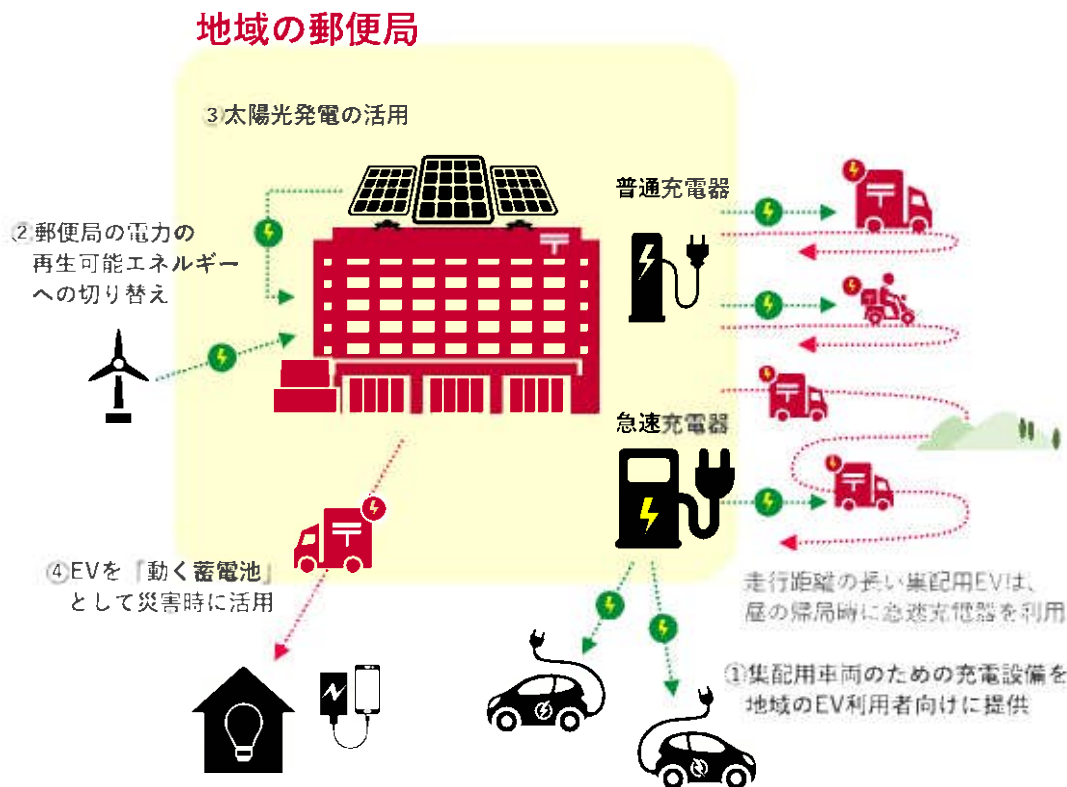 地域の郵便局
③太陽光発電の活用
普通充電器
②郵便局の電力の
再生可能エネルギー
への切り替え
急速充電器
④EVを「動く蓄電池」
として災害時に活用
走行距離の長い集配用EVは、
昼の帰局時に急速充電器を利用
①集配用車両のための充電設備を
地域のEV利用者向けに提供